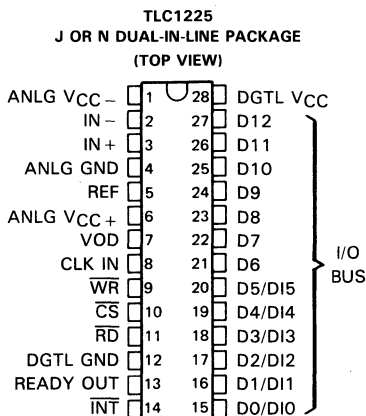 TLC1225
J OR N DUAL-IN-LINE PACKAGE
(TOP VIEW)
ANLG VCC − 1 28 DGTL VCC
IN − 2 27 D12
IN + 3 26 D11
ANLG GND 4 25 D10
REF 5 24 D9
ANLG VCC + 6 23 D8
VOD 7 22 D7
CLK IN 8 21 D6
WR 9 20 D5/DI5
CS 10 19 D4/DI4
RD 11 18 D3/DI3
DGTL GND 12 17 D2/DI2
READY OUT 13 16 D1/DI1
INT 14 15 D0/DI0
I/O
BUS